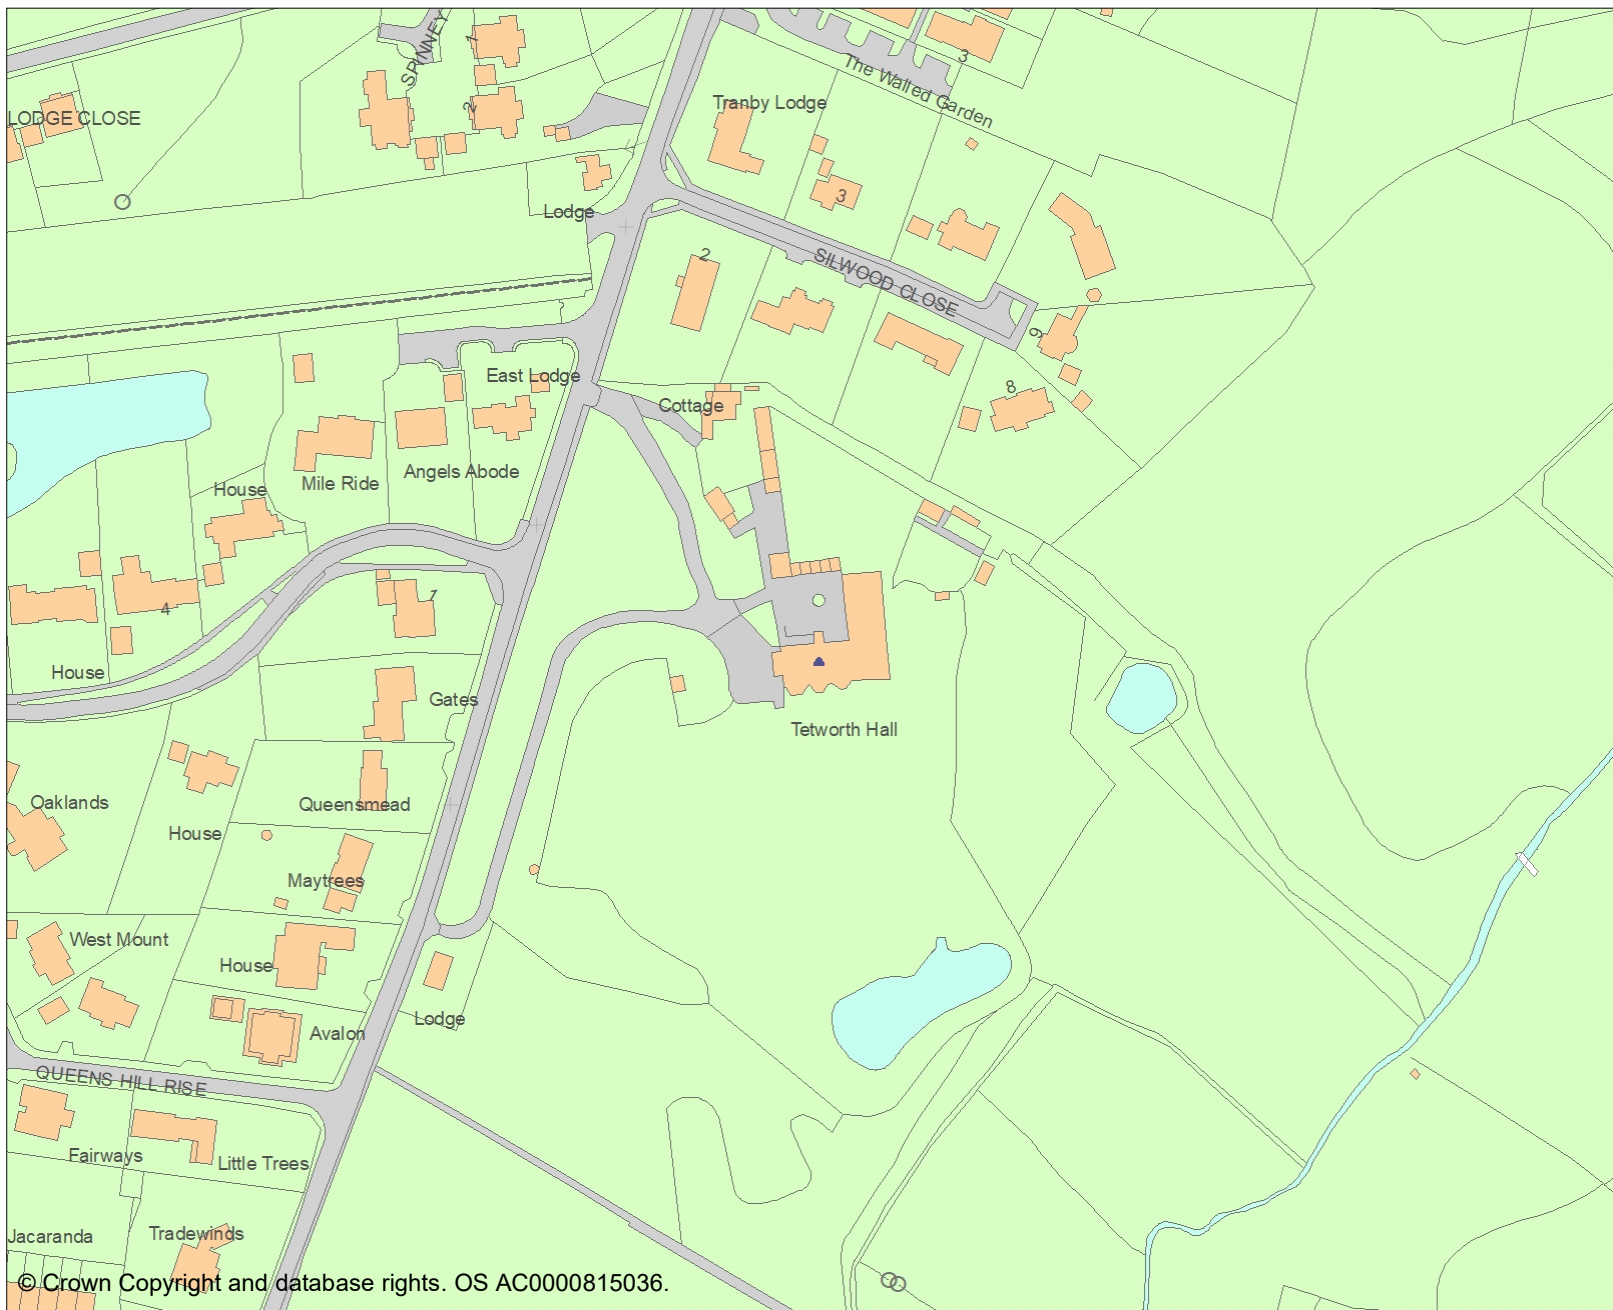 SPINNEY
1
2
3
The Walled Garden
LODGE CLOSE
Tranby Lodge
3
Lodge
2
SILWOOD CLOSE
9
8
East Lodge
Cottage
Mile Ride
Angels Abode
House
4
1
House
Gates
Tetworth Hall
Oaklands
Queensmead
House
Maytrees
West Mount
House
Lodge
Avalon
QUEENS HILL RISE
Fairways
Little Trees
Jacaranda
Tradewinds
© Crown Copyright and database rights. OS AC0000815036.